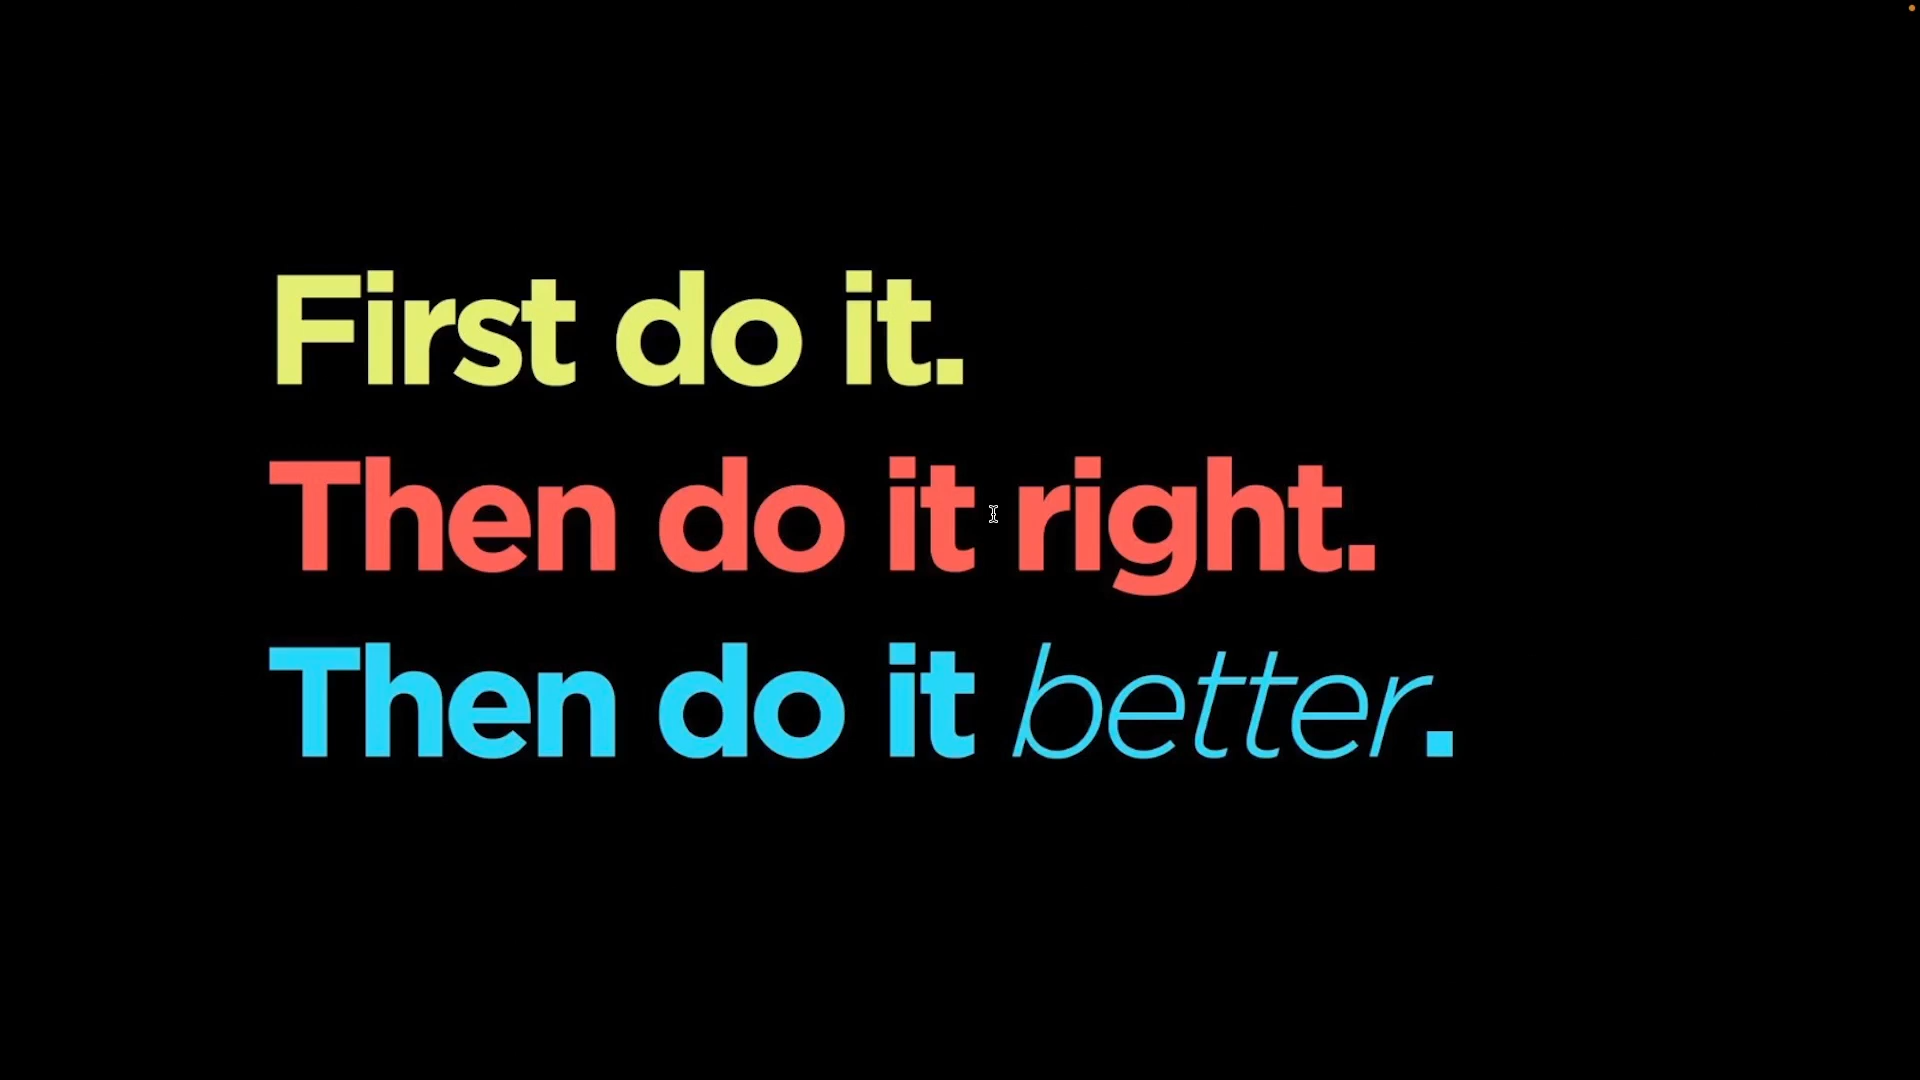 First do it.
Then do it right.
Then do it better.